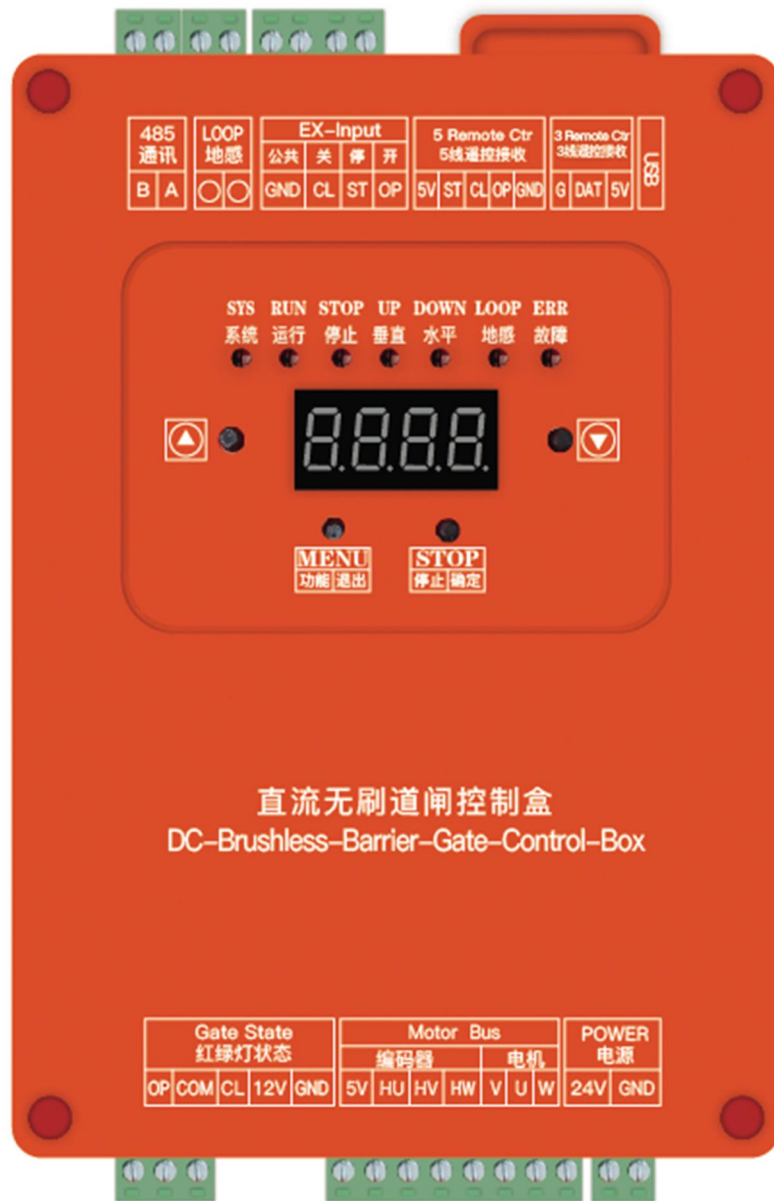 485 LOOP EX-Input 5 Remote Ctr 3 Remote Ctr USB
通讯 地感 公共 关 停 开 5线遥控接收 3线遥控接收
B A GND CL ST OP 5V ST CL OP GND G DAT 5V
SYS RUN STOP UP DOWN LOOP ERR
系统 运行 停止 垂直 水平 地感 故障
8.8.8.8.
MENU STOP
功能 退出 停止 确定
直流无刷道闸控制盒
DC-Brushless-Barrier-Gate-Control-Box
Gate State Motor Bus POWER
红绿灯状态 编码器 电机 电源
OP COM CL 12V GND 5V HU HV HW V U W 24V GND